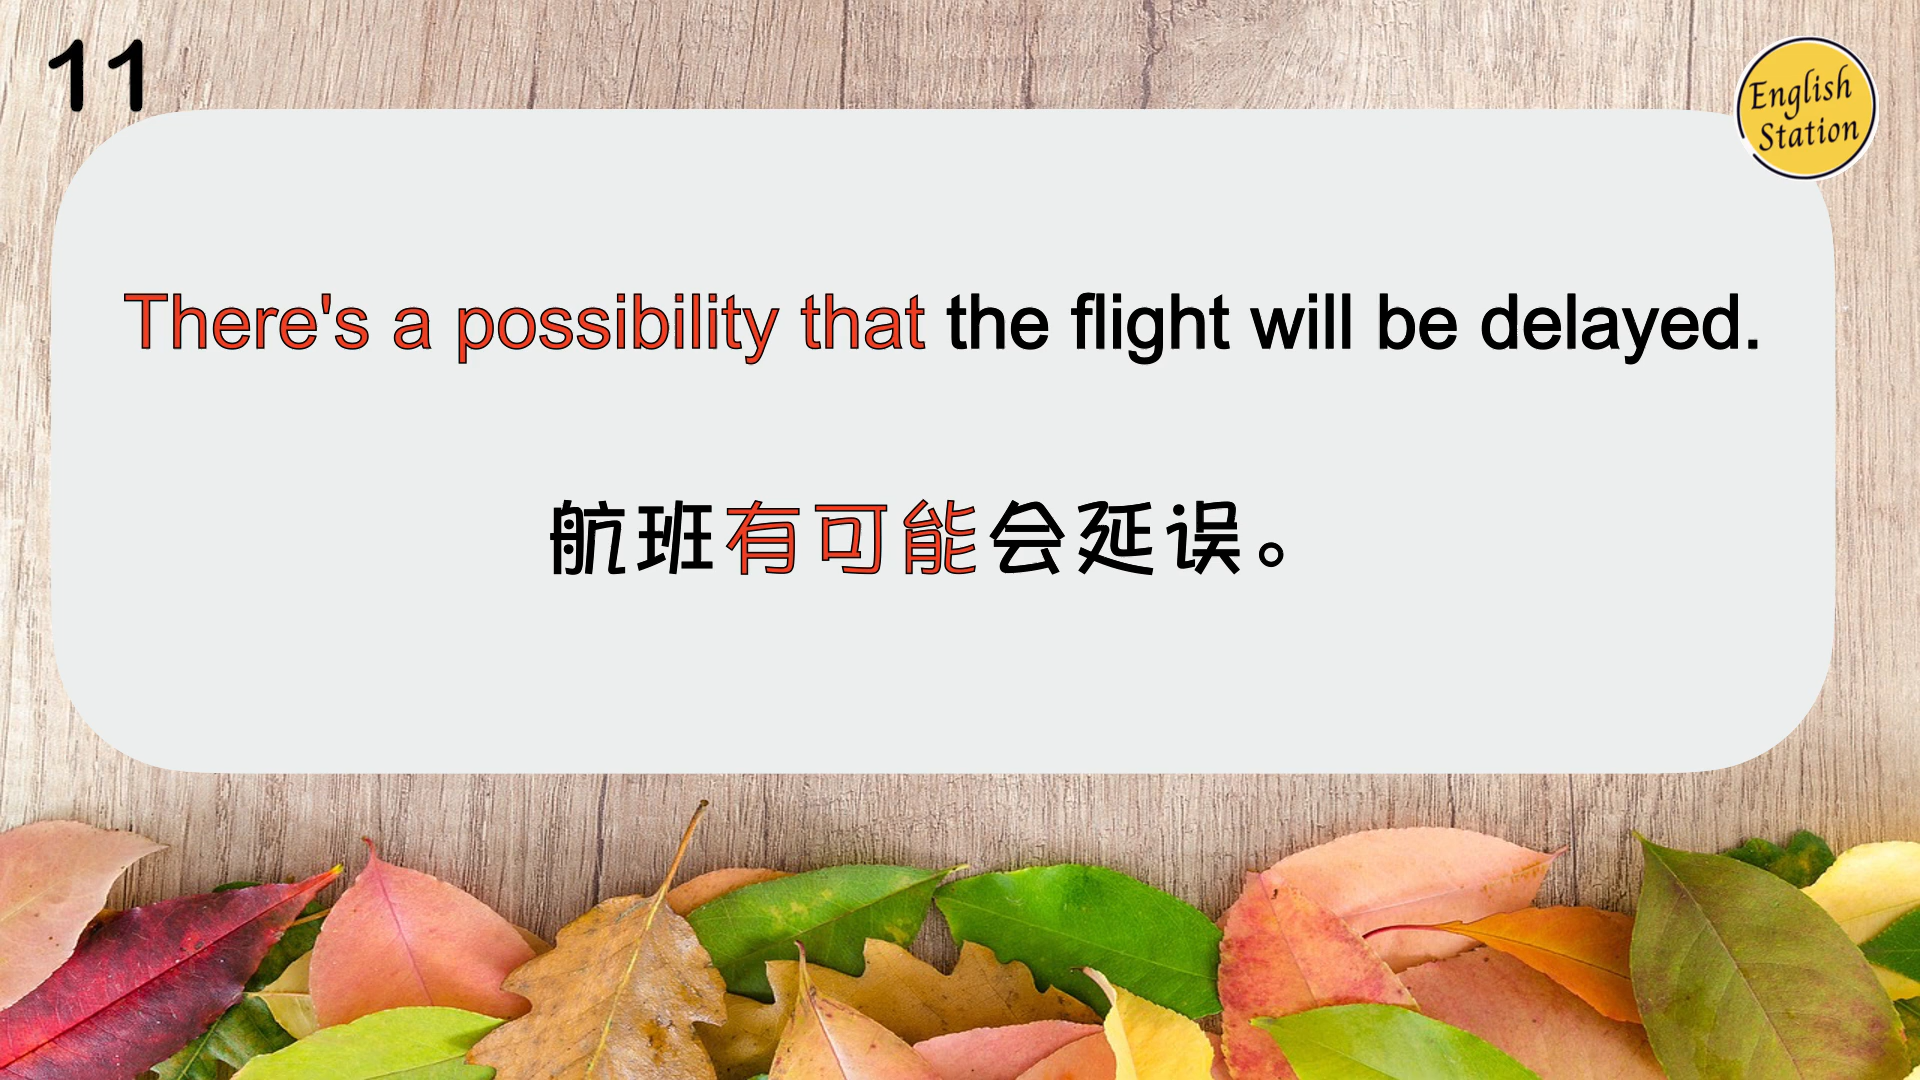 11
English
Station
There's a possibility that the flight will be delayed.
航班有可能会延误。